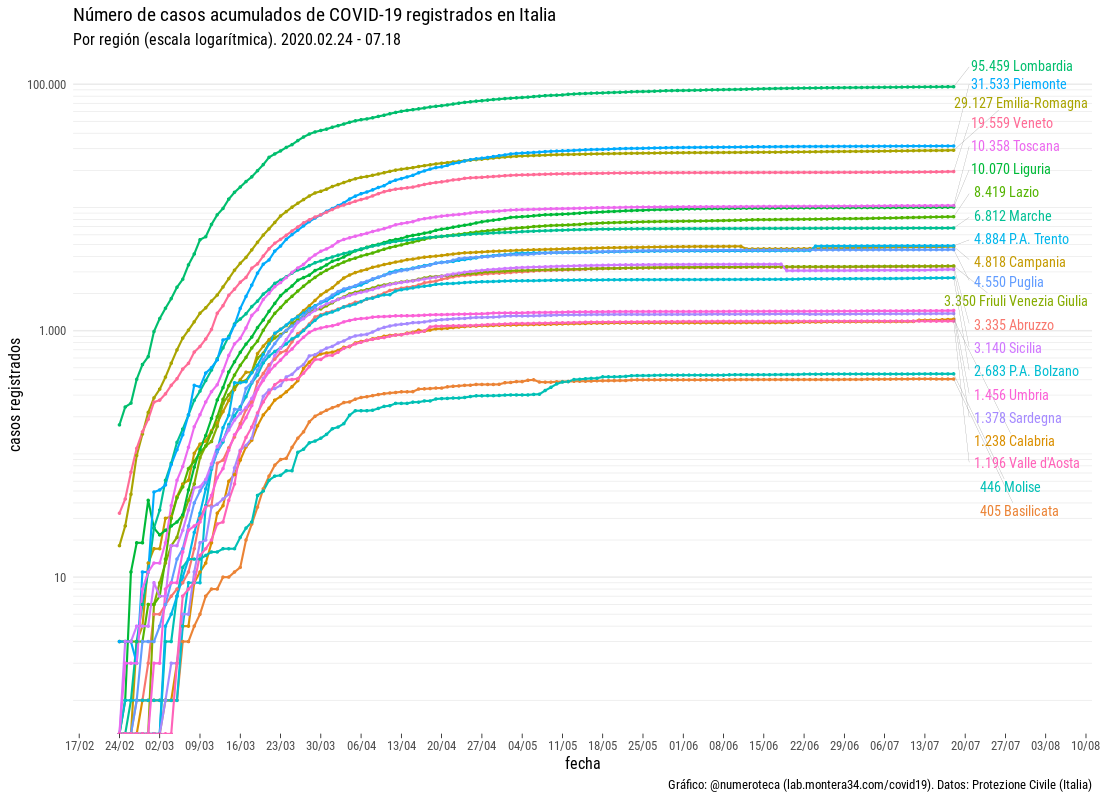 Número de casos acumulados de COVID-19 registrados en Italia
Por región (escala logarítmica). 2020.02.24 - 07.18
casos registrados
100.000
1.000
10
95.459 Lombardia
31.533 Piemonte
29.127 Emilia-Romagna
19.559 Veneto
10.358 Toscana
10.070 Liguria
8.419 Lazio
6.812 Marche
4.884 P.A. Trento
4.818 Campania
4.550 Puglia
3.350 Friuli Venezia Giulia
3.335 Abruzzo
3.140 Sicilia
2.683 P.A. Bolzano
1.456 Umbria
1.378 Sardegna
1.238 Calabria
1.196 Valle d'Aosta
446 Molise
405 Basilicata
17/02 24/02 02/03 09/03 16/03 23/03 30/03 06/04 13/04 20/04 27/04 04/05 11/05 18/05 25/05 01/06 08/06 15/06 22/06 29/06 06/07 13/07 20/07 27/07 03/08 10/08
fecha
Gráfico: @numeroteca (lab.montera34.com/covid19). Datos: Protezione Civile (Italia)